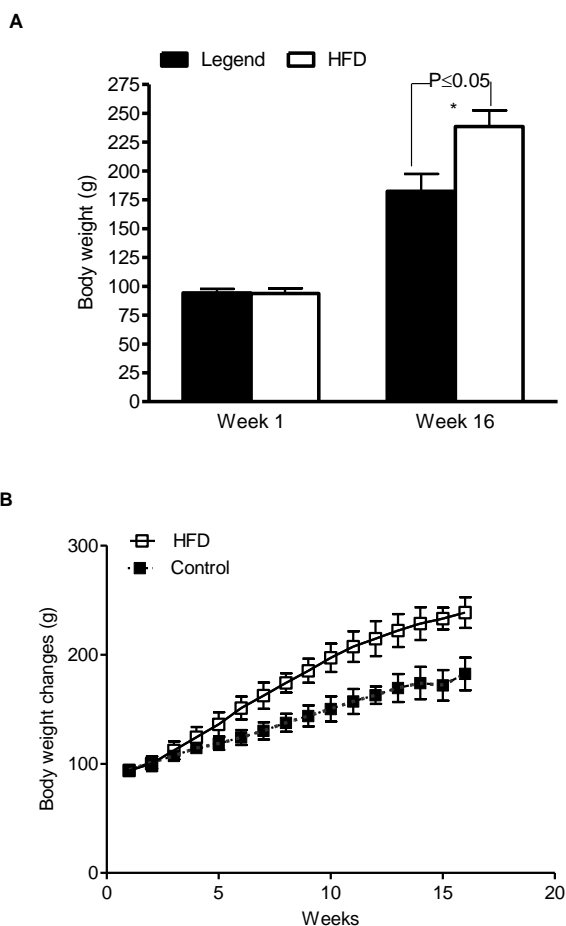 A
Legend HFD
P≤0.05
*
275
250
225
200
175
150
125
100
75
50
25
0
Body weight (g)
Week 1 Week 16
B
HFD
Control
300
200
100
0
Body weight changes (g)
0 5 10 15 20
Weeks